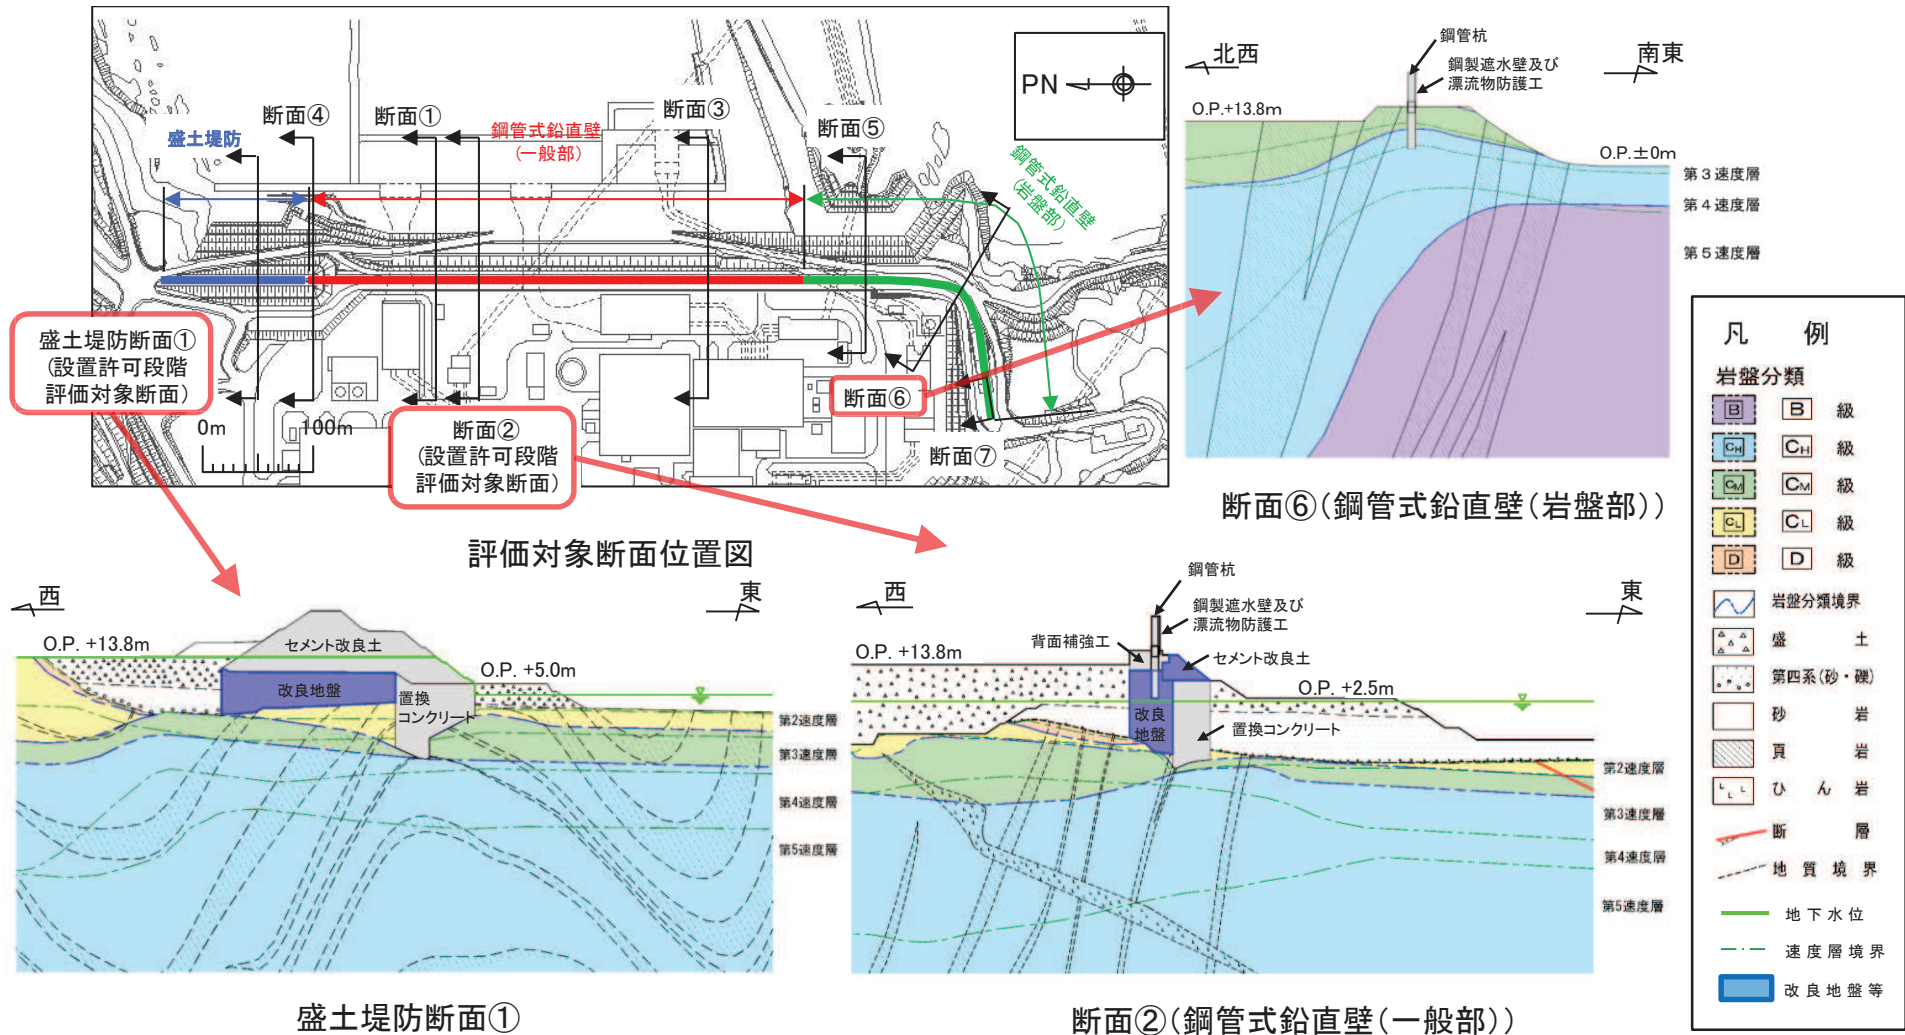 断面④
断面①
断面③
断面⑤
盛土堤防
鋼管式鉛直壁
(一般部)
鋼管式鉛直壁
(岩盤部)
PN
盛土堤防断面①
(設置許可段階
評価対象断面)
0m
100m
断面②
(設置許可段階
評価対象断面)
断面⑥
断面⑦
評価対象断面位置図
北西
南東
鋼管杭
鋼製遮水壁及び
漂流物防護工
O.P.+13.8m
O.P.±0m
第3速度層
第4速度層
第5速度層
断面⑥(鋼管式鉛直壁(岩盤部))
西
東
O.P. +13.8m
セメント改良土
O.P. +5.0m
改良地盤
置換
コンクリート
第2速度層
第3速度層
第4速度層
第5速度層
盛土堤防断面①
西
東
鋼管杭
鋼製遮水壁及び
漂流物防護工
背面補強工
セメント改良土
O.P. +13.8m
O.P. +2.5m
改良
地盤
置換コンクリート
第2速度層
第3速度層
第4速度層
第5速度層
断面②(鋼管式鉛直壁(一般部))
凡 例
岩盤分類
B B 級
CH CH 級
CM CM 級
CL CL 級
D D 級
岩盤分類境界
盛 土
第四系(砂・礫)
砂 岩
頁 岩
ひ ん 岩
断 層
地 質 境 界
地 下 水 位
速 度 層 境 界
改 良 地 盤 等